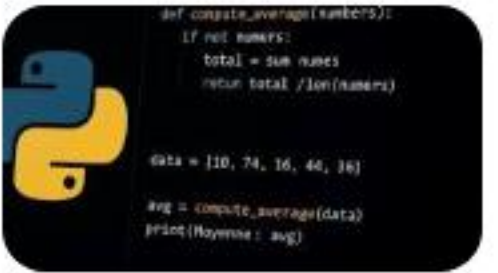 def compute_average(numbers):
if not numers:
total = sum numes
retun total /len(numers)
data = [10, 74, 16, 44, 36]
avg = compute_average(data)
print(Moyenne: avg)